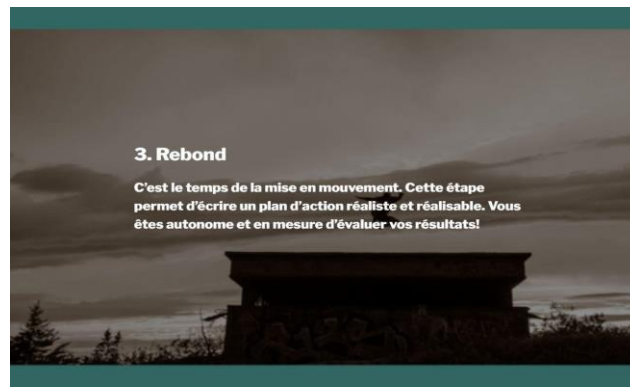 3. Rebond
C'est le temps de la mise en mouvement. Cette étape
permet d'écrire un plan d'action réaliste et réalisable. Vous
êtes autonome et en mesure d'évaluer vos résultats!